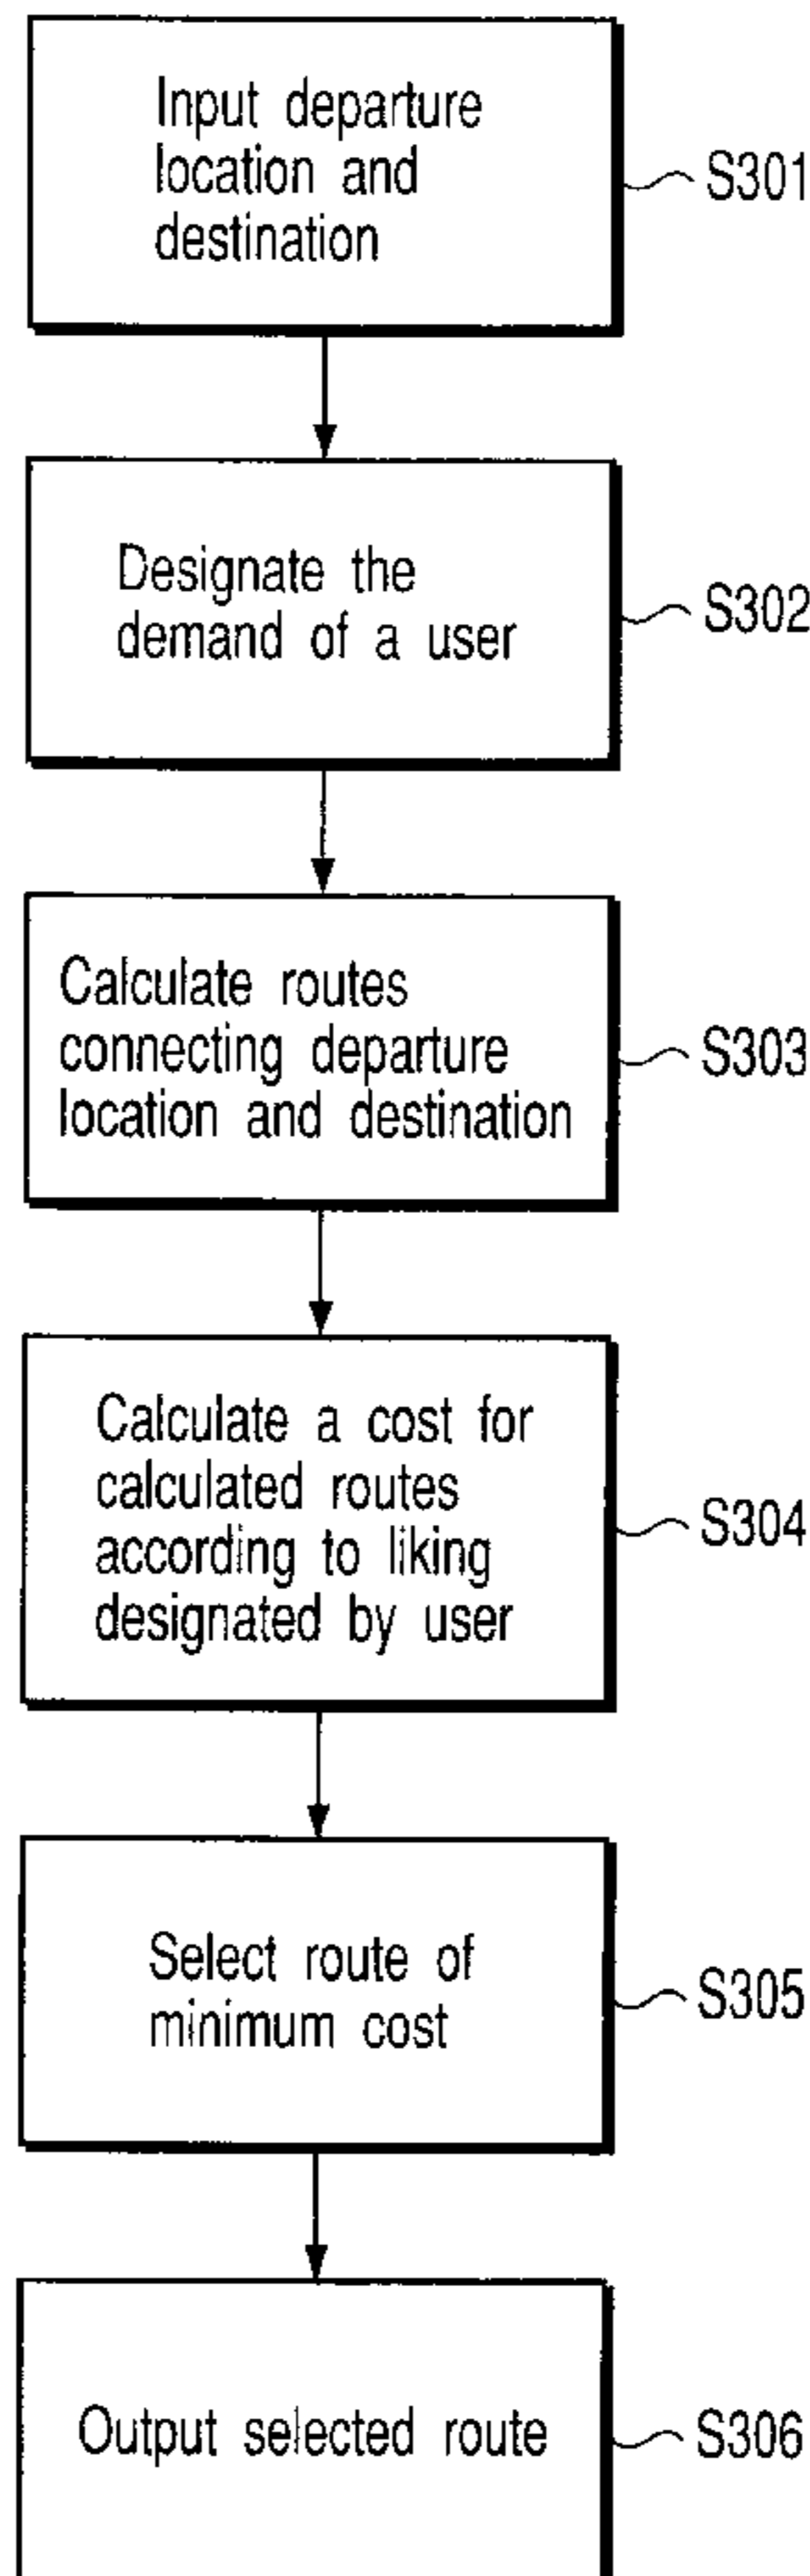 Input departure
location and
destination
S301
Designate the
demand of a user
S302
Calculate routes
connecting departure
location and destination
S303
Calculate a cost for
calculated routes
according to liking
designated by user
S304
Select route of
minimum cost
S305
Output selected route
S306